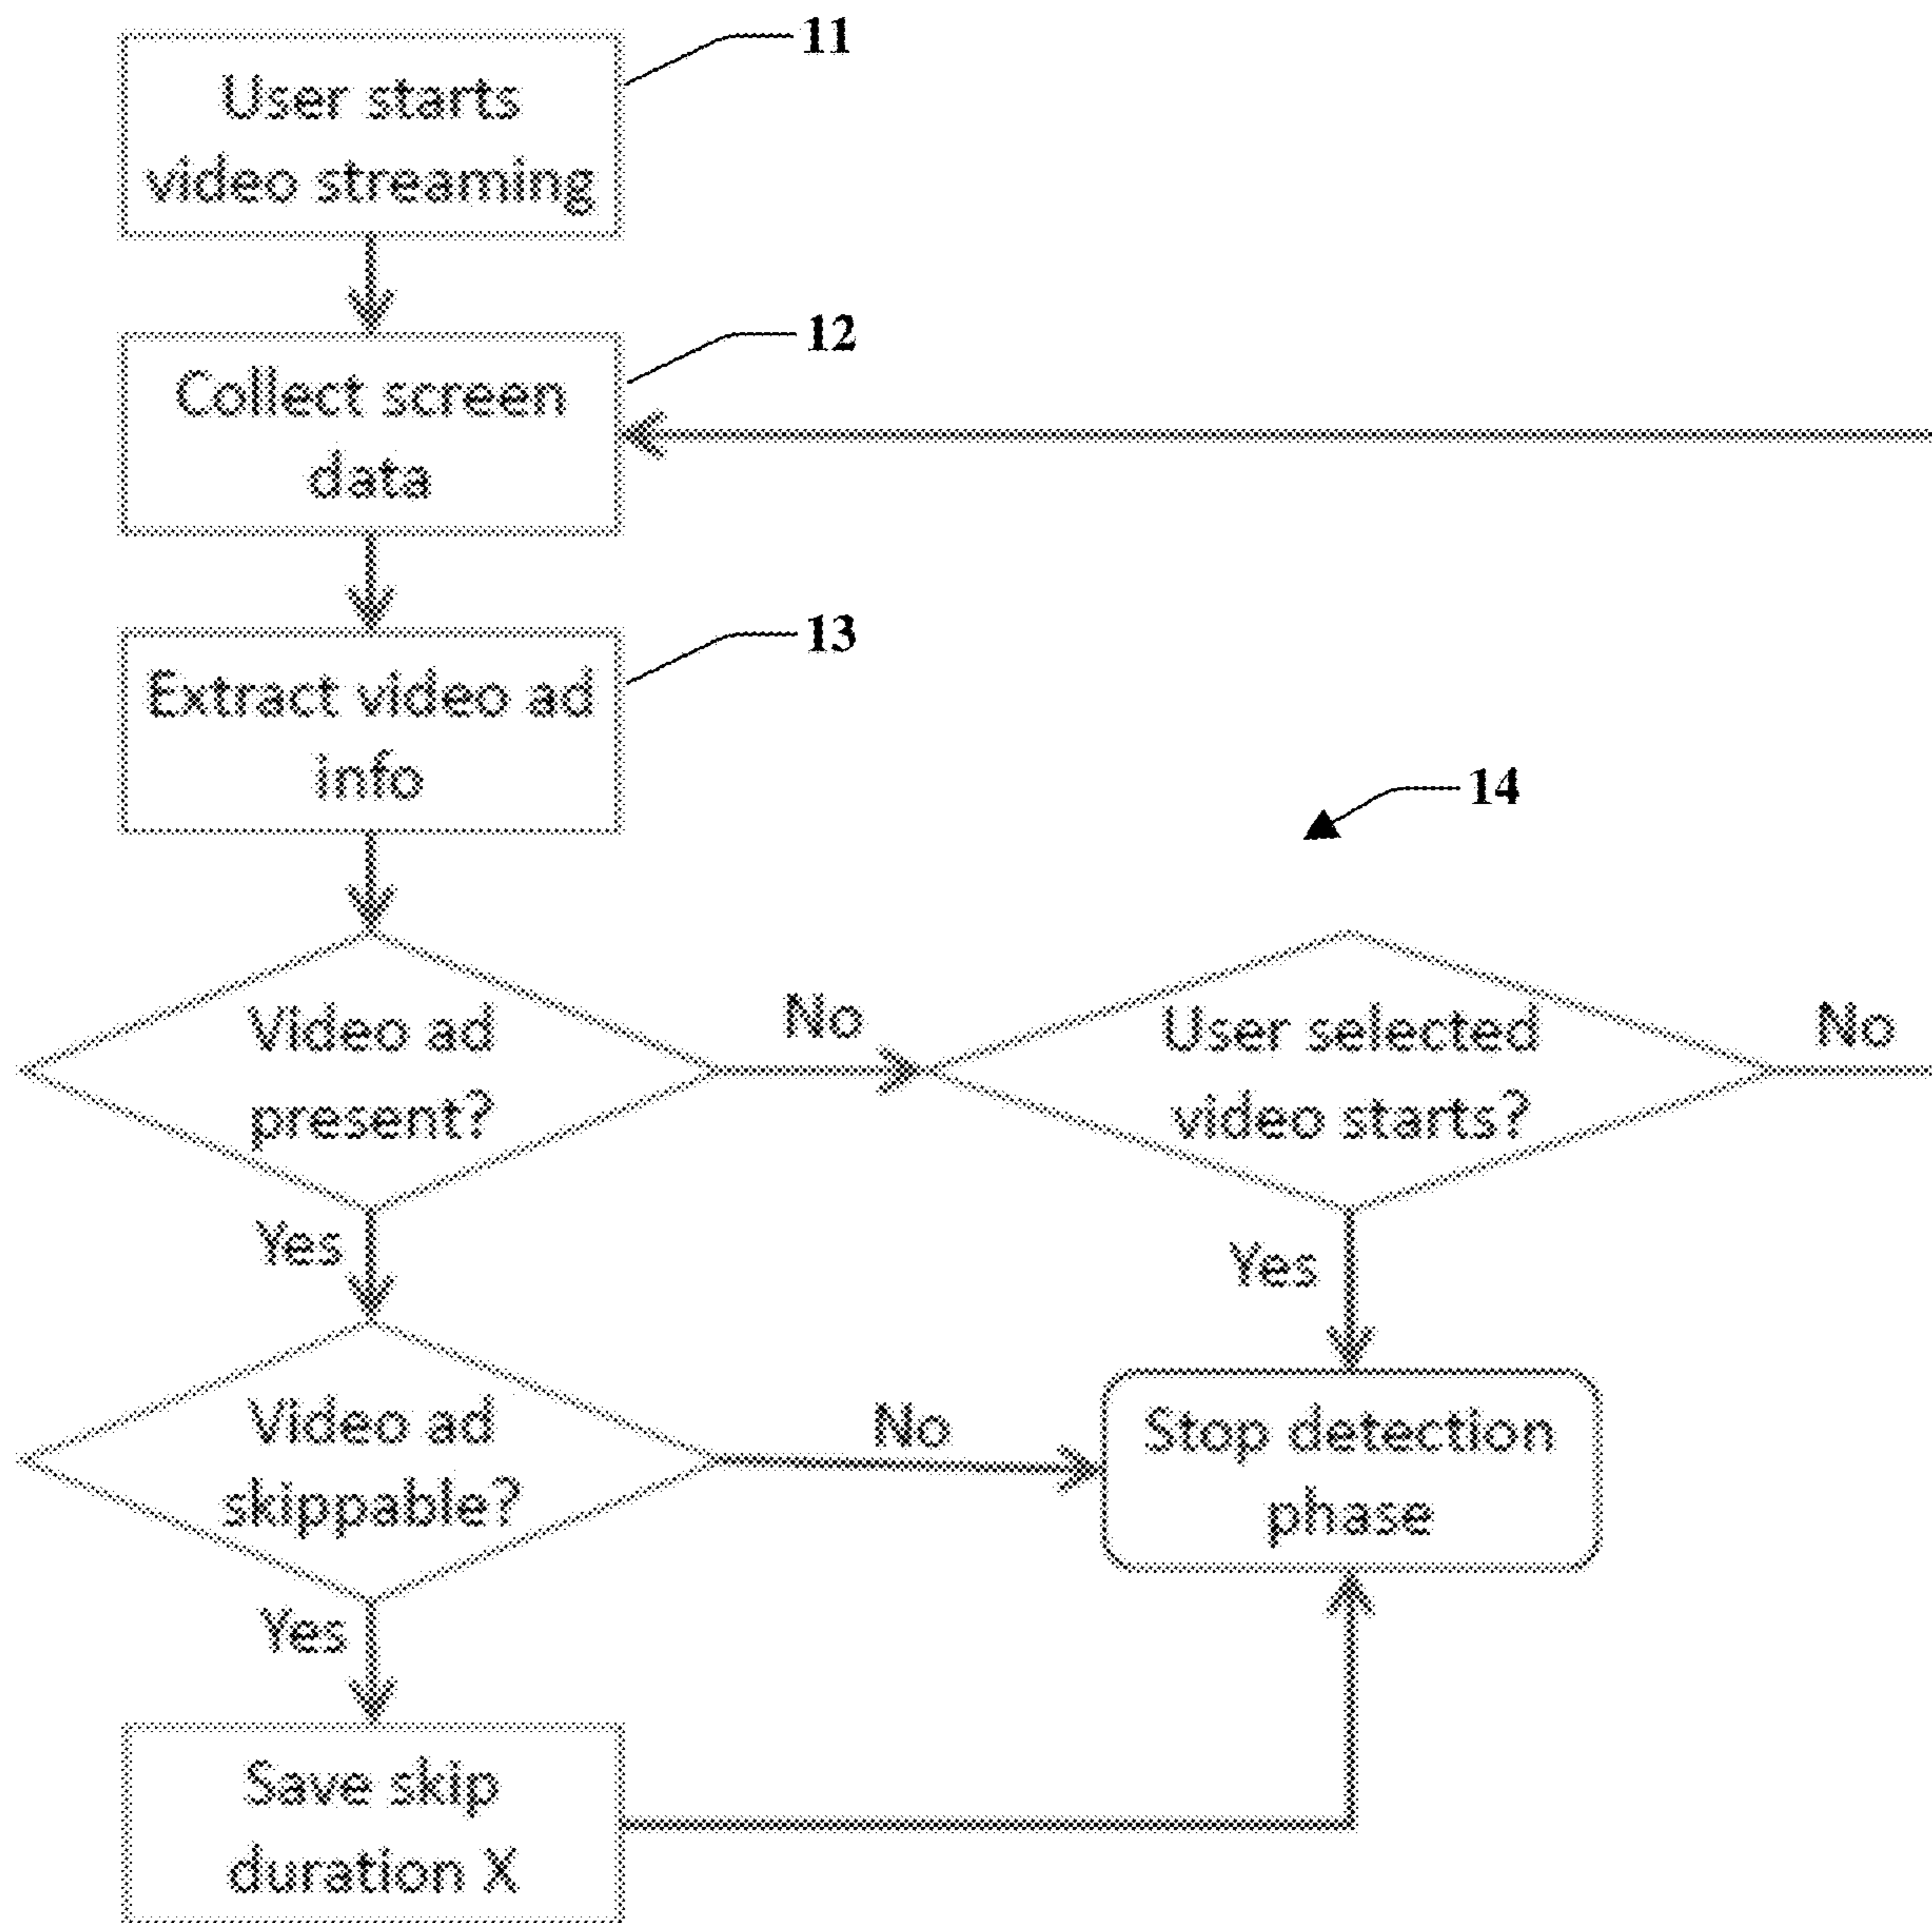 User starts
video streaming
11
Collect screen
data
12
Extract video ad
info
13
14
Video ad
present?
No
User selected
video starts?
No
Yes
Yes
Video ad
skippable?
No
Stop detection
phase
Yes
Save skip
duration X